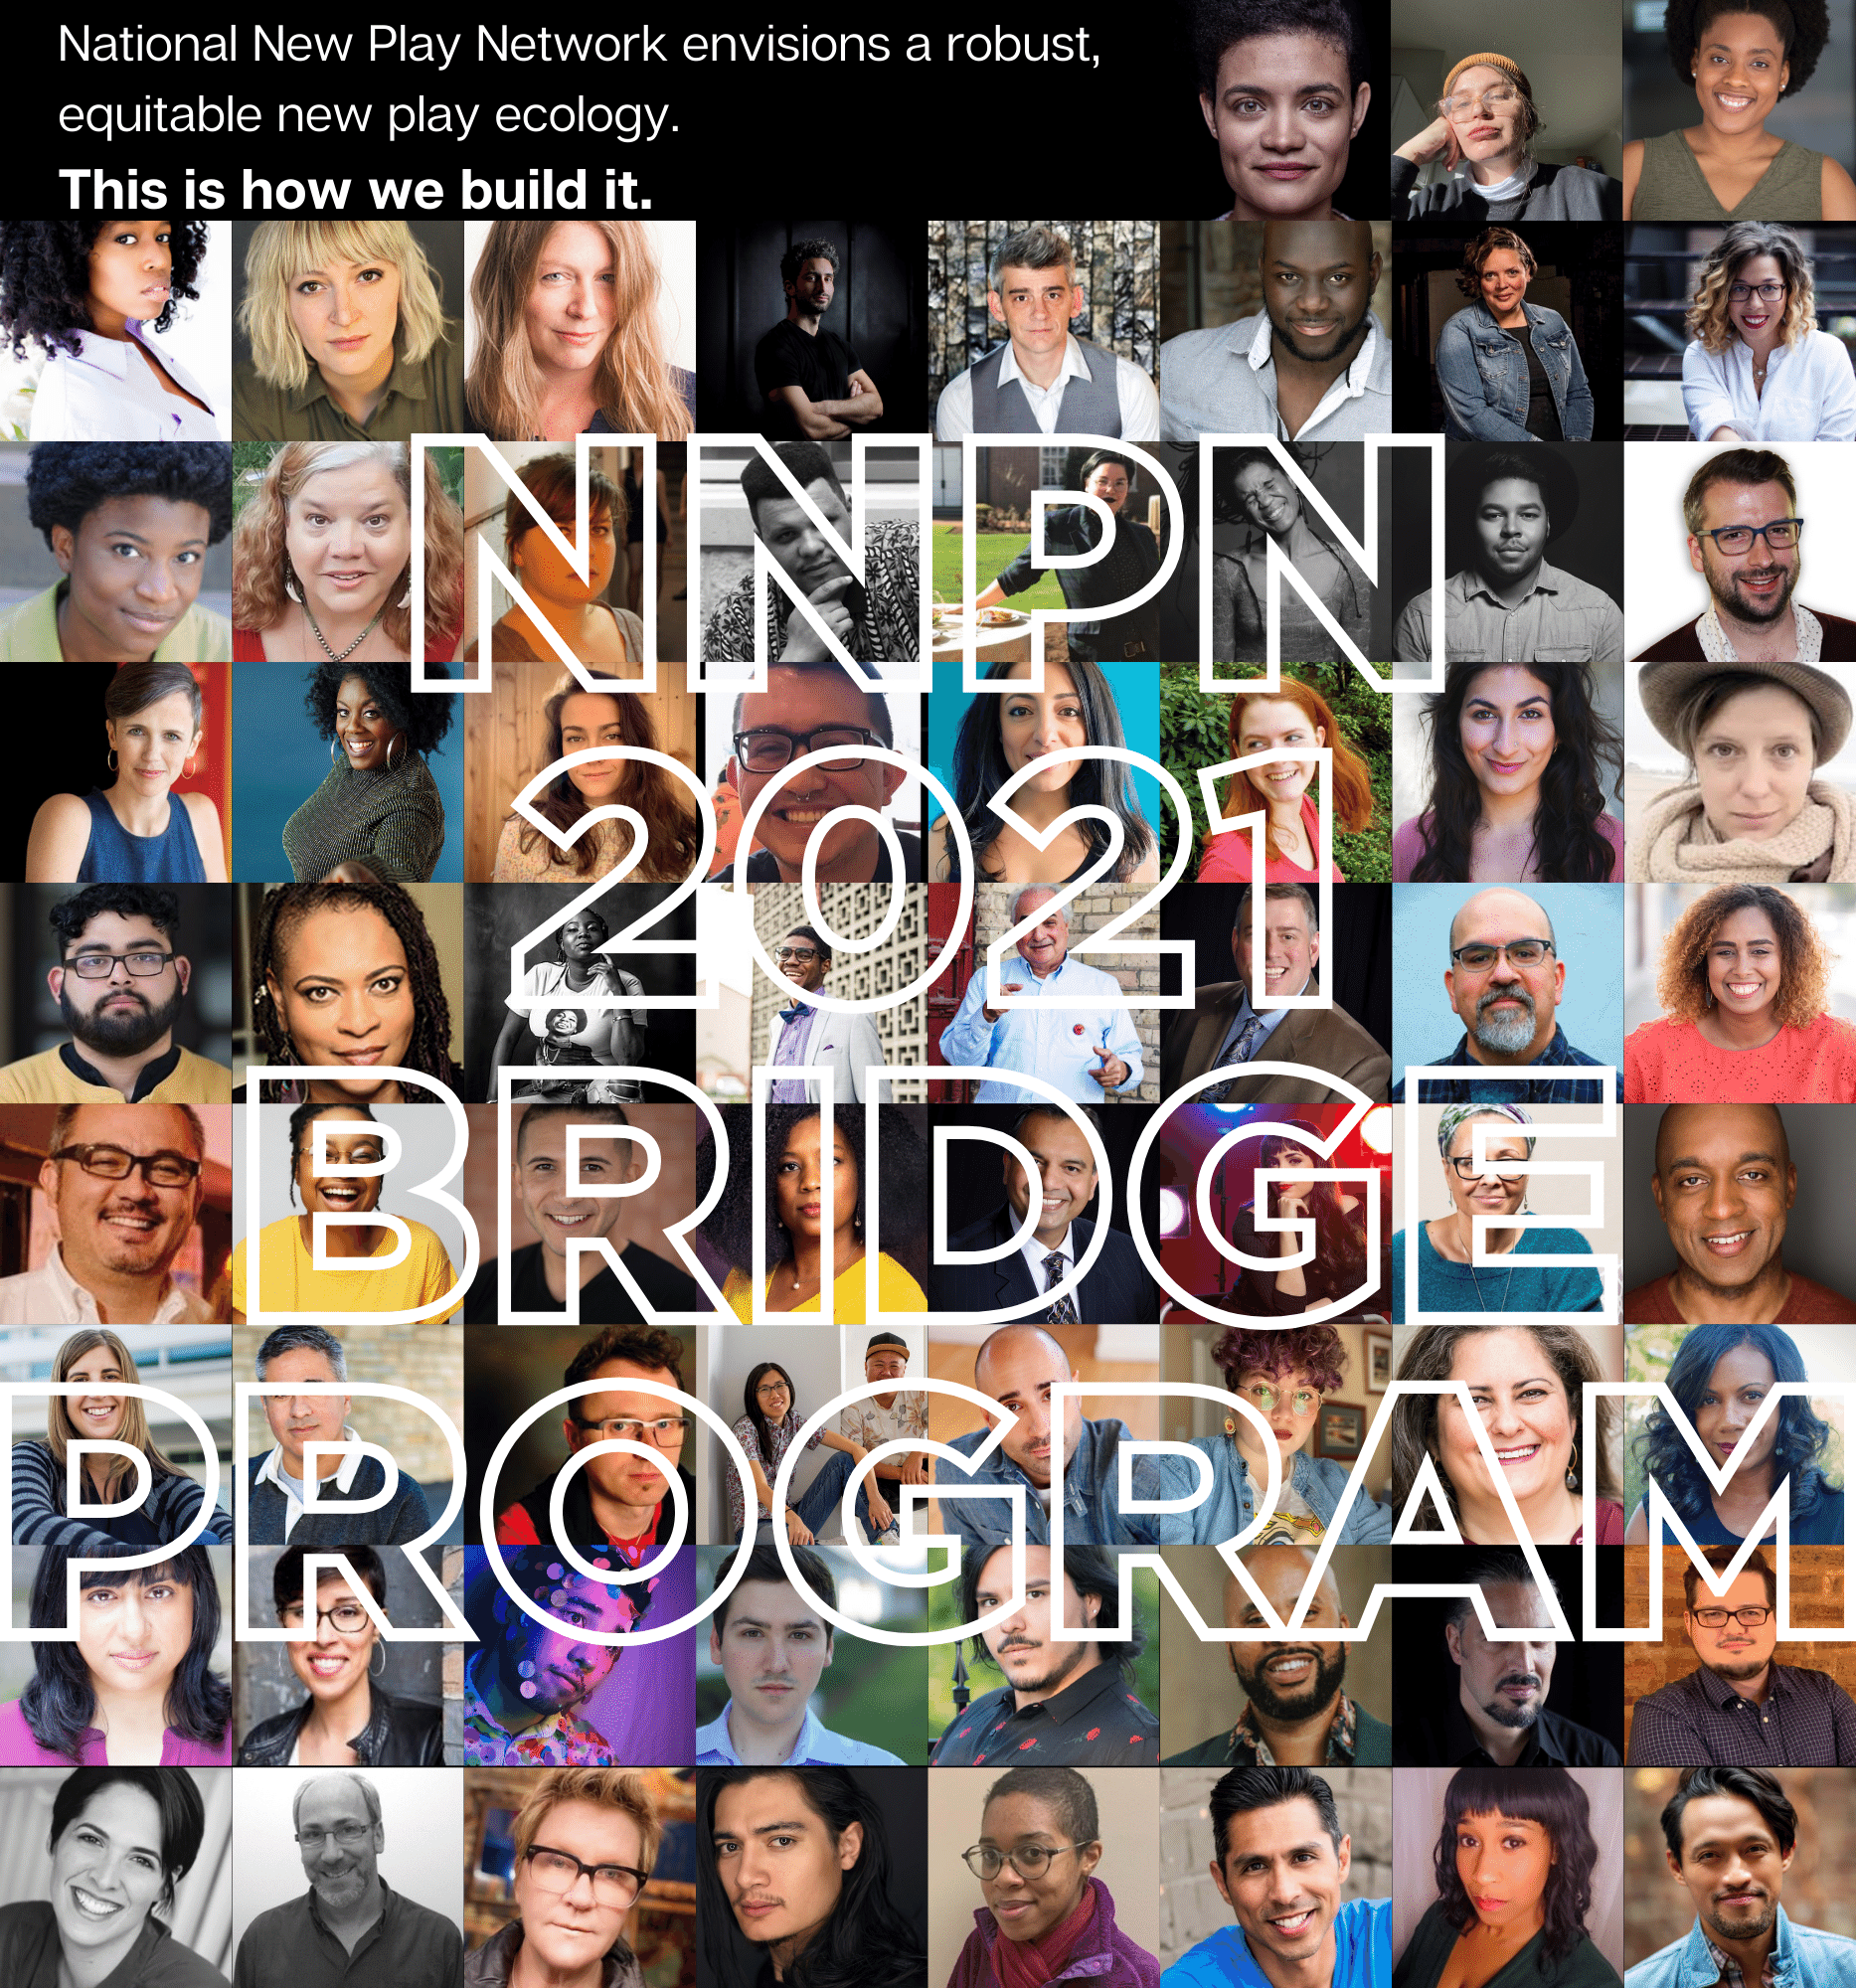 National New Play Network envisions a robust,
equitable new play ecology.
This is how we build it.
NNPN
2021
BRIDGE
PROGRAM